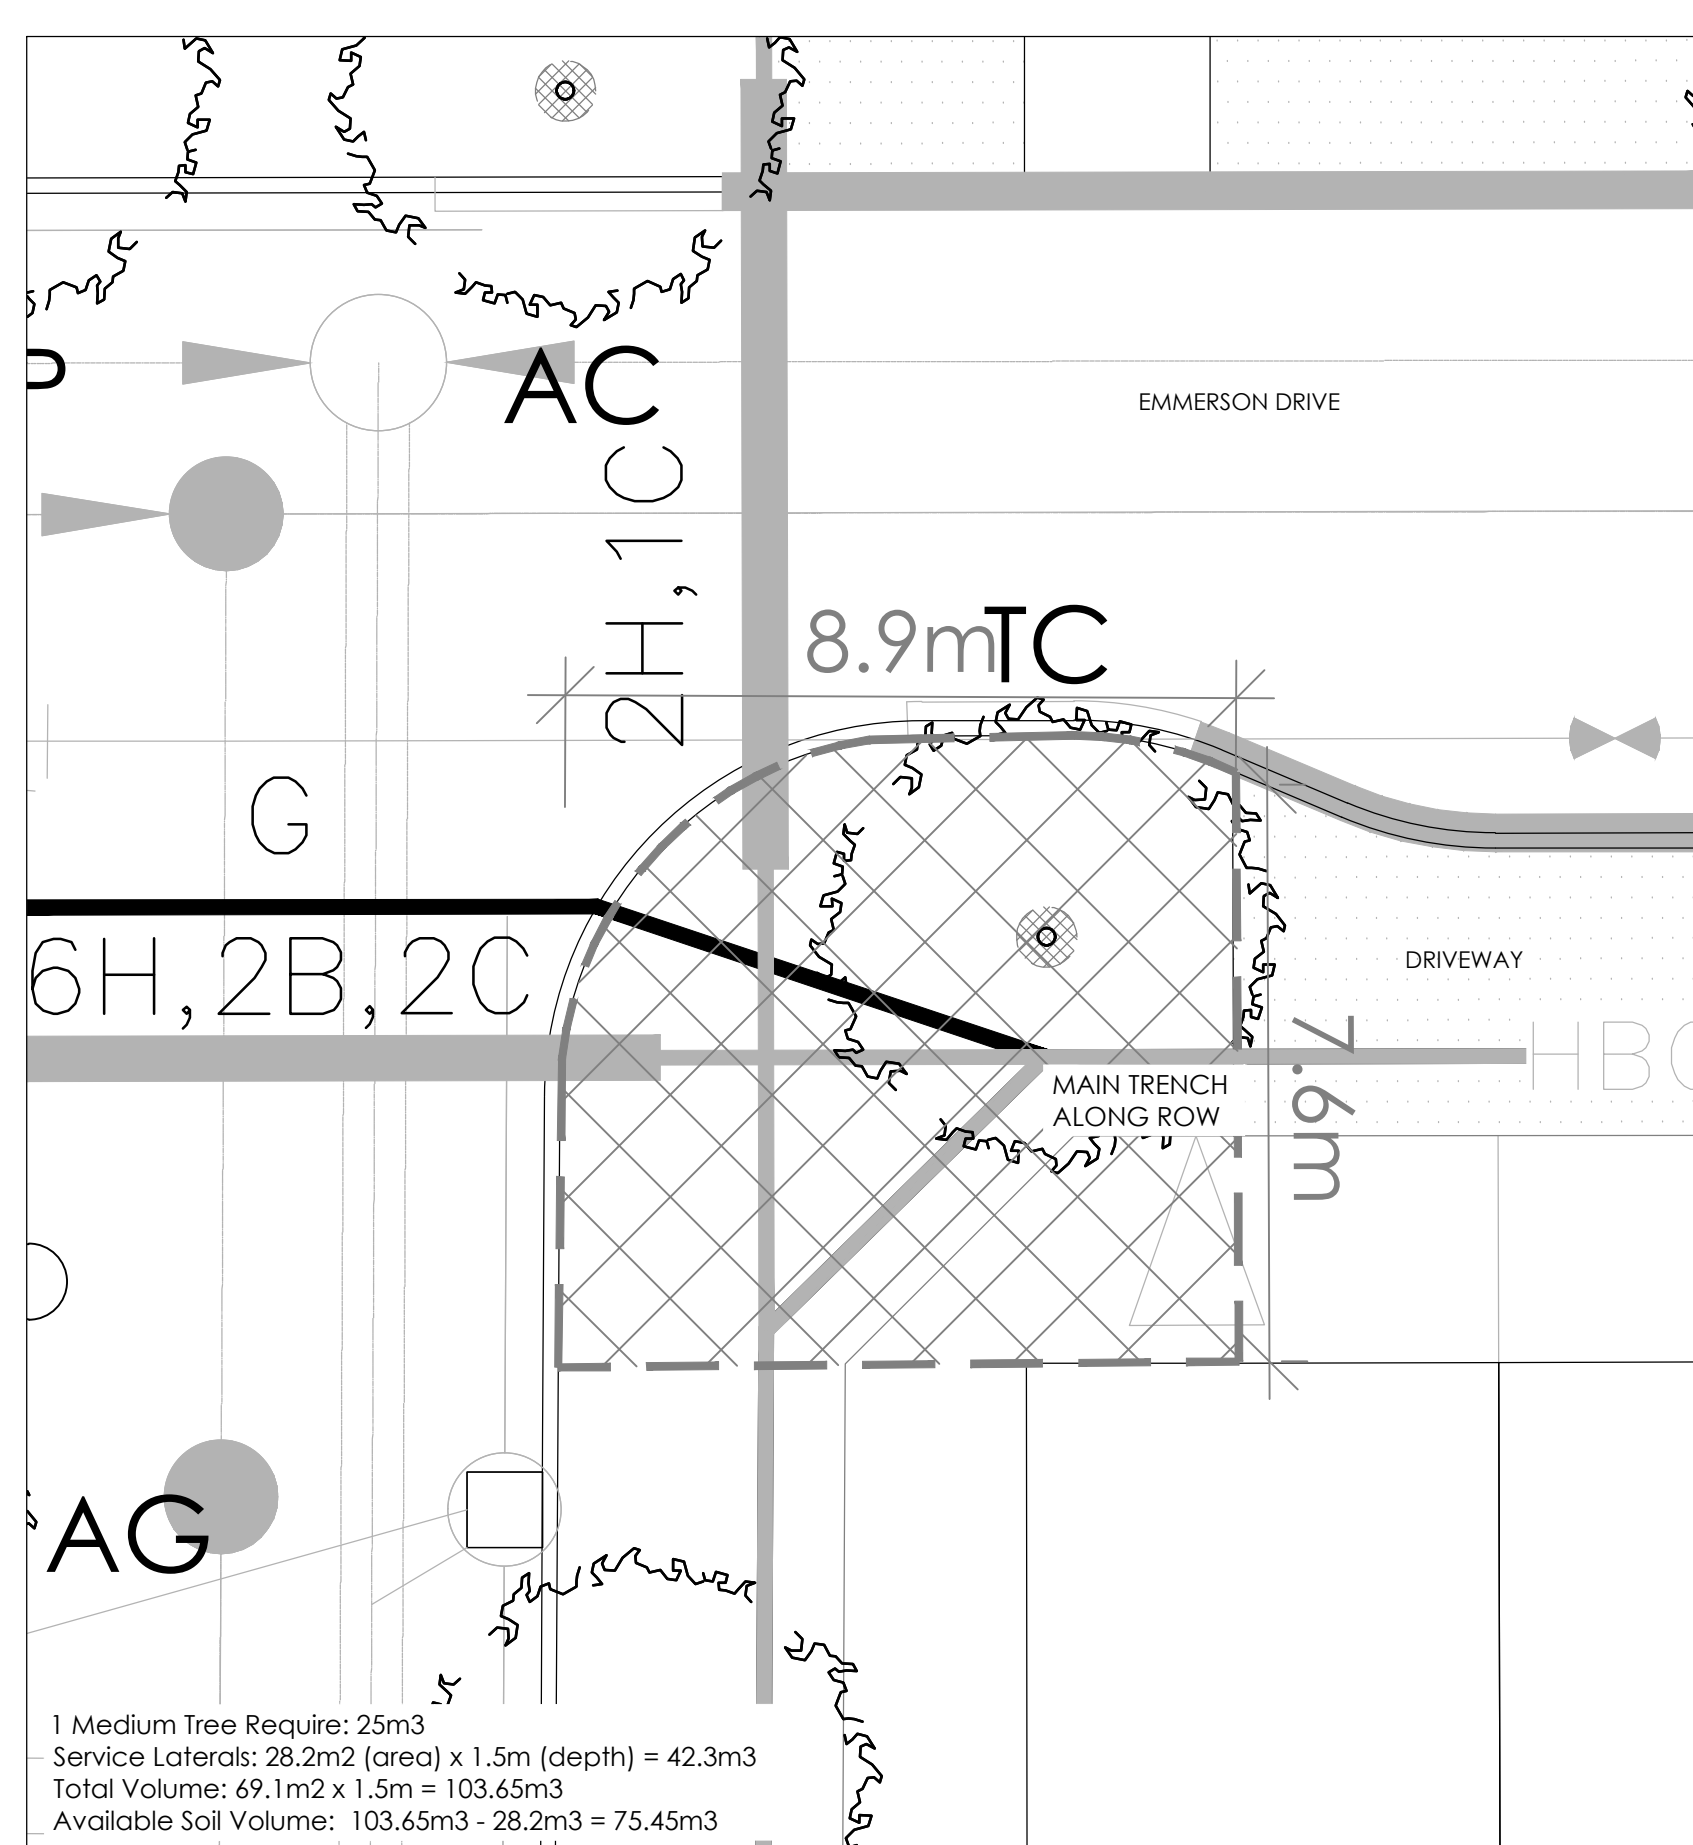 P
AC
EMMERSON DRIVE
2H,1C
8.9m
TC
G
6H,2B,2C
DRIVEWAY
HBC
7.6m
MAIN TRENCH
ALONG ROW
AG
1 Medium Tree Require: 25m3
Service Laterals: 28.2m2 (area) x 1.5m (depth) = 42.3m3
Total Volume: 69.1m2 x 1.5m = 103.65m3
Available Soil Volume:  103.65m3 - 28.2m3 = 75.45m3